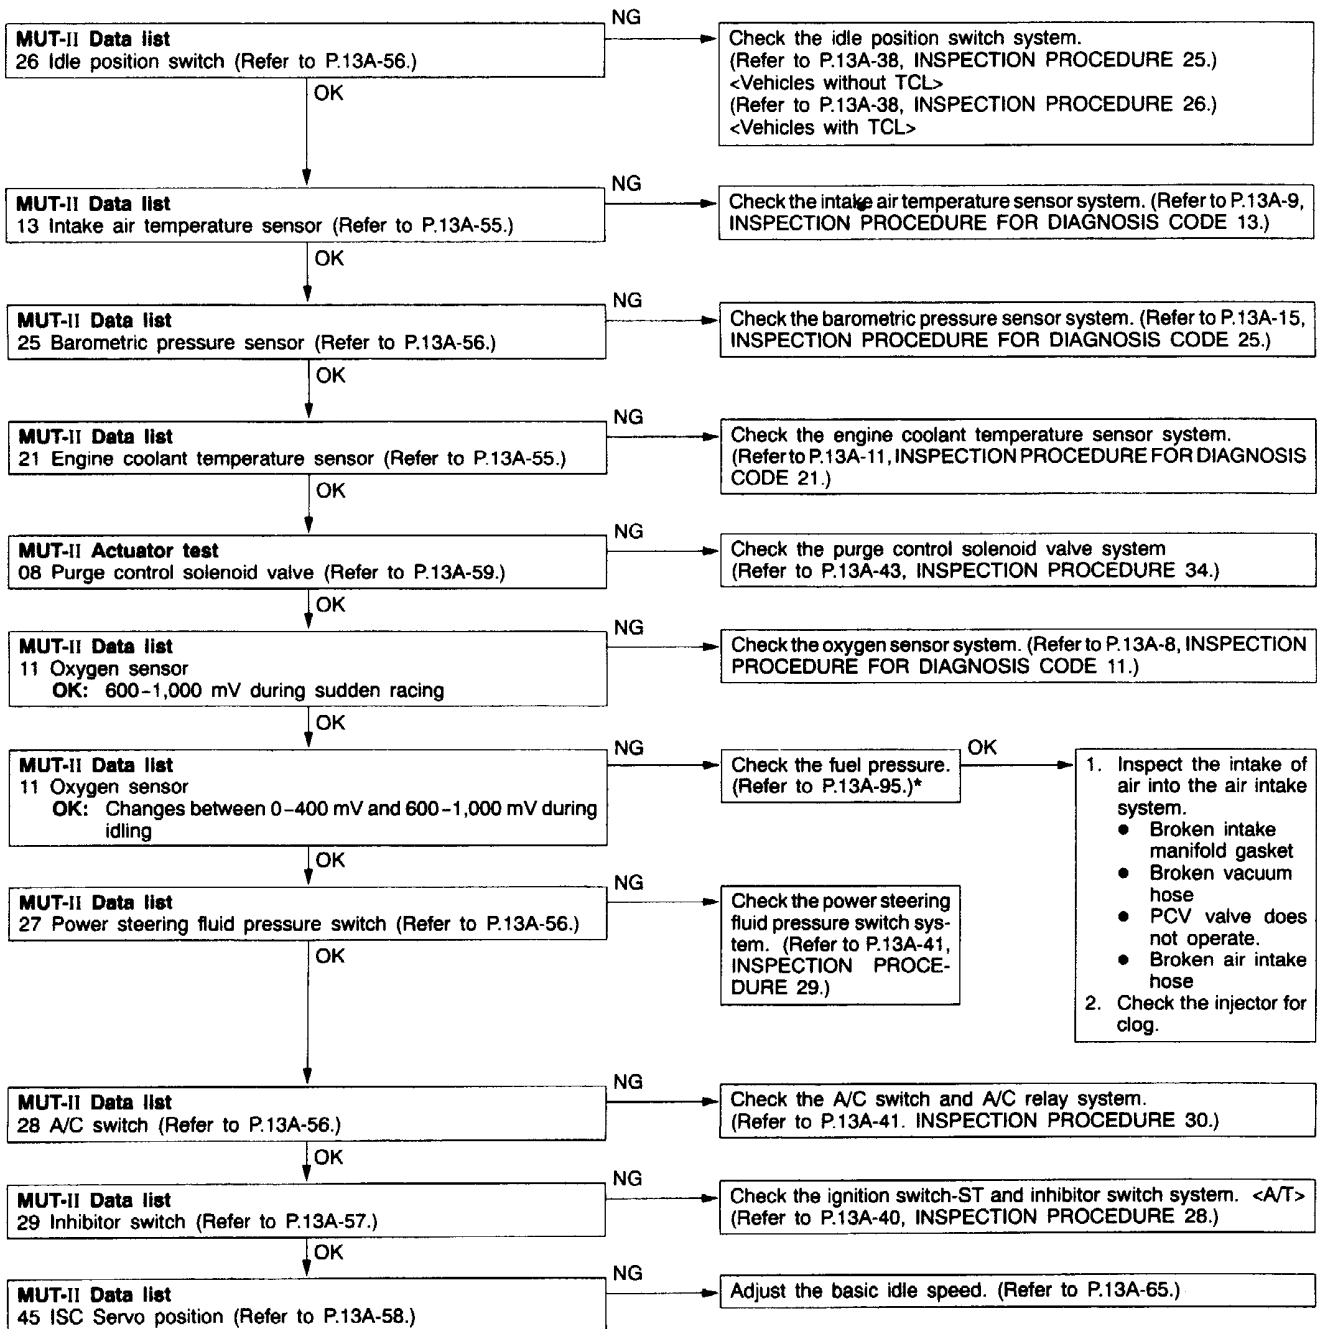 NG
MUT-II Data list
26 Idle position switch (Refer to P.13A-56.)
OK
Check the idle position switch system.
(Refer to P.13A-38, INSPECTION PROCEDURE 25.)
<Vehicles without TCL>
(Refer to P.13A-38, INSPECTION PROCEDURE 26.)
<Vehicles with TCL>
NG
MUT-II Data list
13 Intake air temperature sensor (Refer to P.13A-55.)
OK
Check the intake air temperature sensor system. (Refer to P.13A-9,
INSPECTION PROCEDURE FOR DIAGNOSIS CODE 13.)
NG
MUT-II Data list
25 Barometric pressure sensor (Refer to P.13A-56.)
OK
Check the barometric pressure sensor system. (Refer to P.13A-15,
INSPECTION PROCEDURE FOR DIAGNOSIS CODE 25.)
NG
MUT-II Data list
21 Engine coolant temperature sensor (Refer to P.13A-55.)
OK
Check the engine coolant temperature sensor system.
(Refer to P.13A-11, INSPECTION PROCEDURE FOR DIAGNOSIS
CODE 21.)
NG
MUT-II Actuator test
08 Purge control solenoid valve (Refer to P.13A-59.)
OK
Check the purge control solenoid valve system
(Refer to P.13A-43, INSPECTION PROCEDURE 34.)
NG
MUT-II Data list
11 Oxygen sensor
OK: 600–1,000 mV during sudden racing
OK
Check the oxygen sensor system. (Refer to P.13A-8, INSPECTION
PROCEDURE FOR DIAGNOSIS CODE 11.)
NG
MUT-II Data list
11 Oxygen sensor
OK: Changes between 0–400 mV and 600–1,000 mV during
idling
OK
Check the fuel pressure.
(Refer to P.13A-95.)*
OK
1. Inspect the intake of
air into the air intake
system.
● Broken intake
manifold gasket
● Broken vacuum
hose
● PCV valve does
not operate.
● Broken air intake
hose
2. Check the injector for
clog.
NG
MUT-II Data list
27 Power steering fluid pressure switch (Refer to P.13A-56.)
OK
Check the power steering
fluid pressure switch sys-
tem. (Refer to P.13A-41,
INSPECTION PROCE-
DURE 29.)
NG
MUT-II Data list
28 A/C switch (Refer to P.13A-56.)
OK
Check the A/C switch and A/C relay system.
(Refer to P.13A-41. INSPECTION PROCEDURE 30.)
NG
MUT-II Data list
29 Inhibitor switch (Refer to P.13A-57.)
OK
Check the ignition switch-ST and inhibitor switch system. <A/T>
(Refer to P.13A-40, INSPECTION PROCEDURE 28.)
NG
MUT-II Data list
45 ISC Servo position (Refer to P.13A-58.)
Adjust the basic idle speed. (Refer to P.13A-65.)